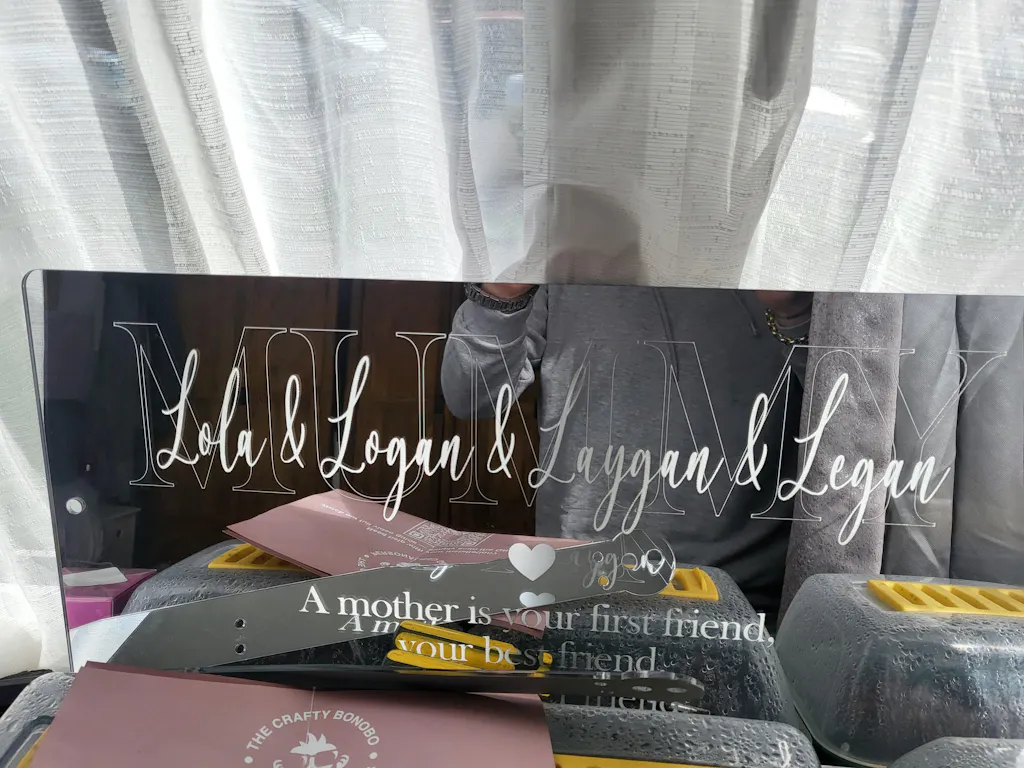 MUMMY
Lola & Logan & Laygan & Legan
A mother is your first friend,
your best friend
THE CRAFTY BONOBO